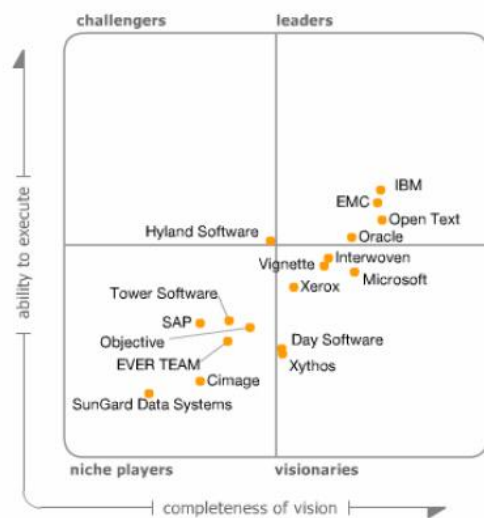 challengers
leaders
ability to execute
IBM
EMC
Open Text
Hyland Software
Oracle
Interwoven
Vignette
Microsoft
Xerox
Tower Software
SAP
Objective
Day Software
EVER TEAM
Xythos
Cimage
SunGard Data Systems
niche players
visionaries
completeness of vision